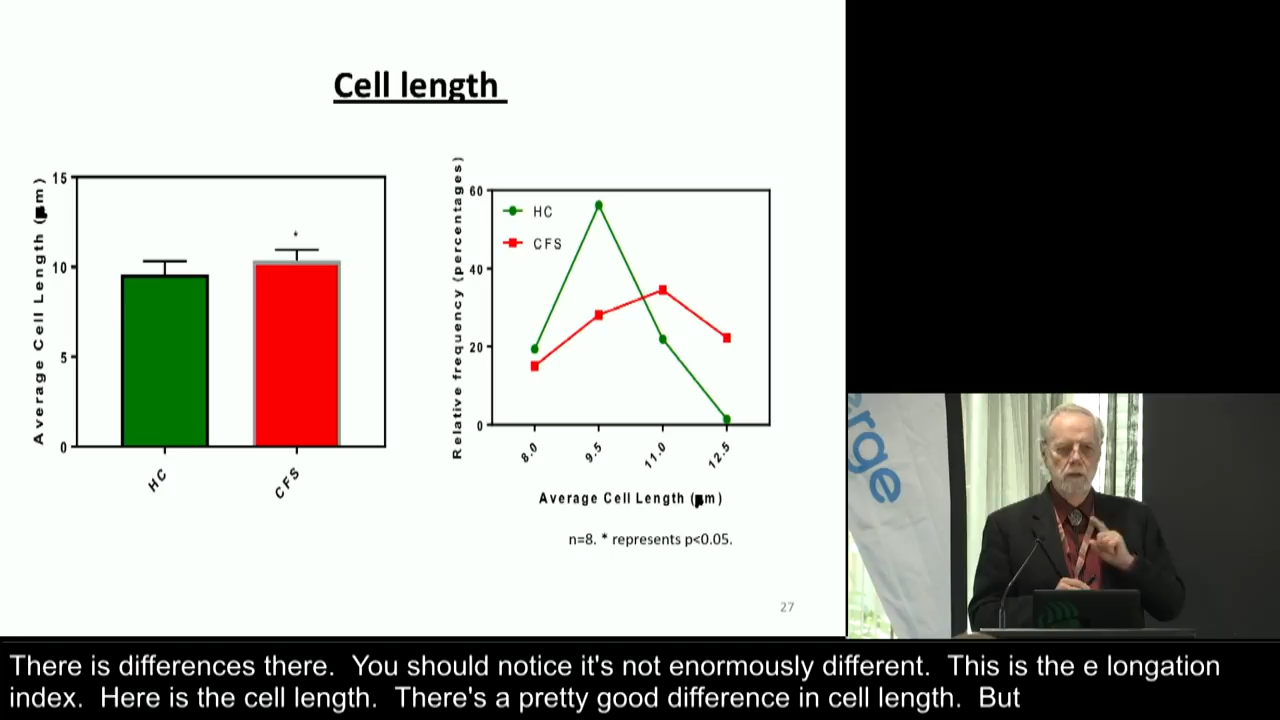 Cell length
Average Cell Length (µm)
15
10
5
0
*
HC
CFS
Relative frequency (percentages)
60
40
20
0
HC
CFS
8.0
9.5
11.0
12.5
Average Cell Length (µm)
n=8. * represents p<0.05.
27
erge
There is differences there.  You should notice it's not enormously different.  This is the e longation
index.  Here is the cell length.  There's a pretty good difference in cell length.  But